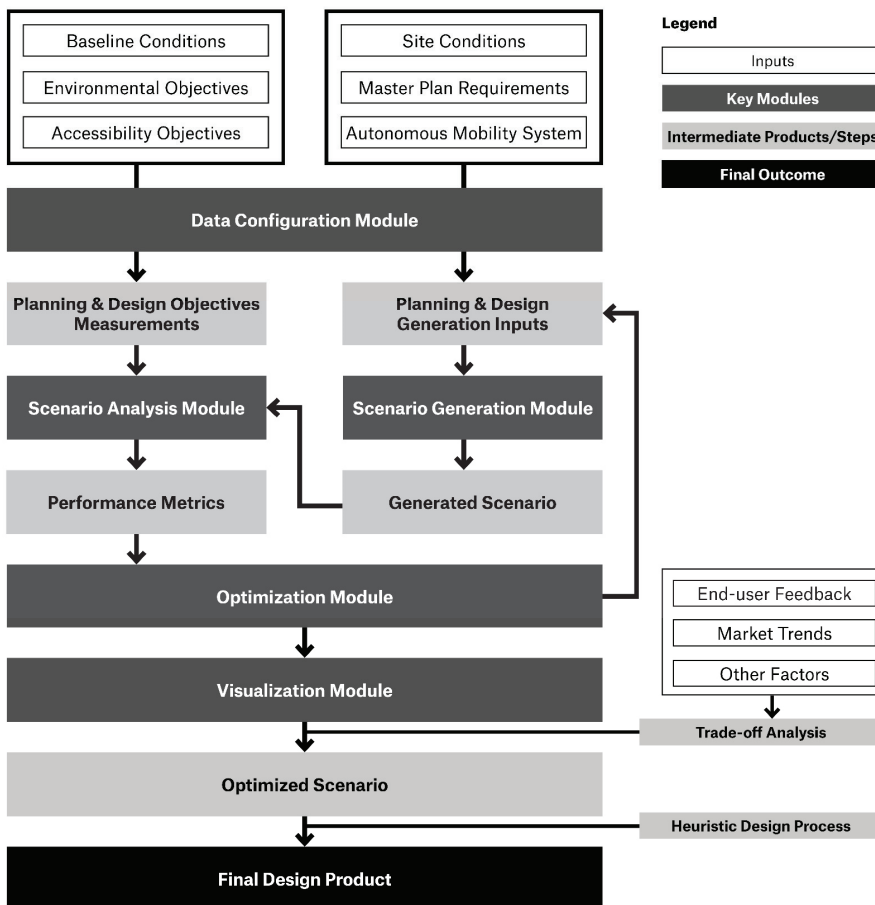 Baseline Conditions
Environmental Objectives
Accessibility Objectives
Site Conditions
Master Plan Requirements
Autonomous Mobility System
Legend
Inputs
Key Modules
Intermediate Products/Steps
Final Outcome
Data Configuration Module
Planning & Design Objectives
Measurements
Planning & Design
Generation Inputs
Scenario Analysis Module
Scenario Generation Module
Performance Metrics
Generated Scenario
Optimization Module
End-user Feedback
Market Trends
Other Factors
Visualization Module
Trade-off Analysis
Optimized Scenario
Heuristic Design Process
Final Design Product